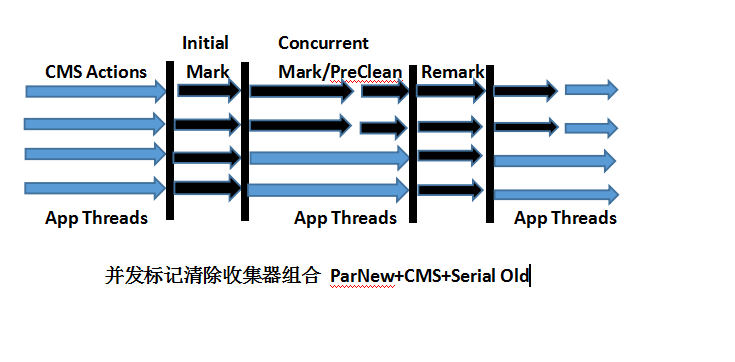 Initial
Mark
Concurrent
Mark/PreClean
CMS Actions
Remark
App Threads
App Threads
App Threads
并发标记清除收集器组合 ParNew+CMS+Serial Old